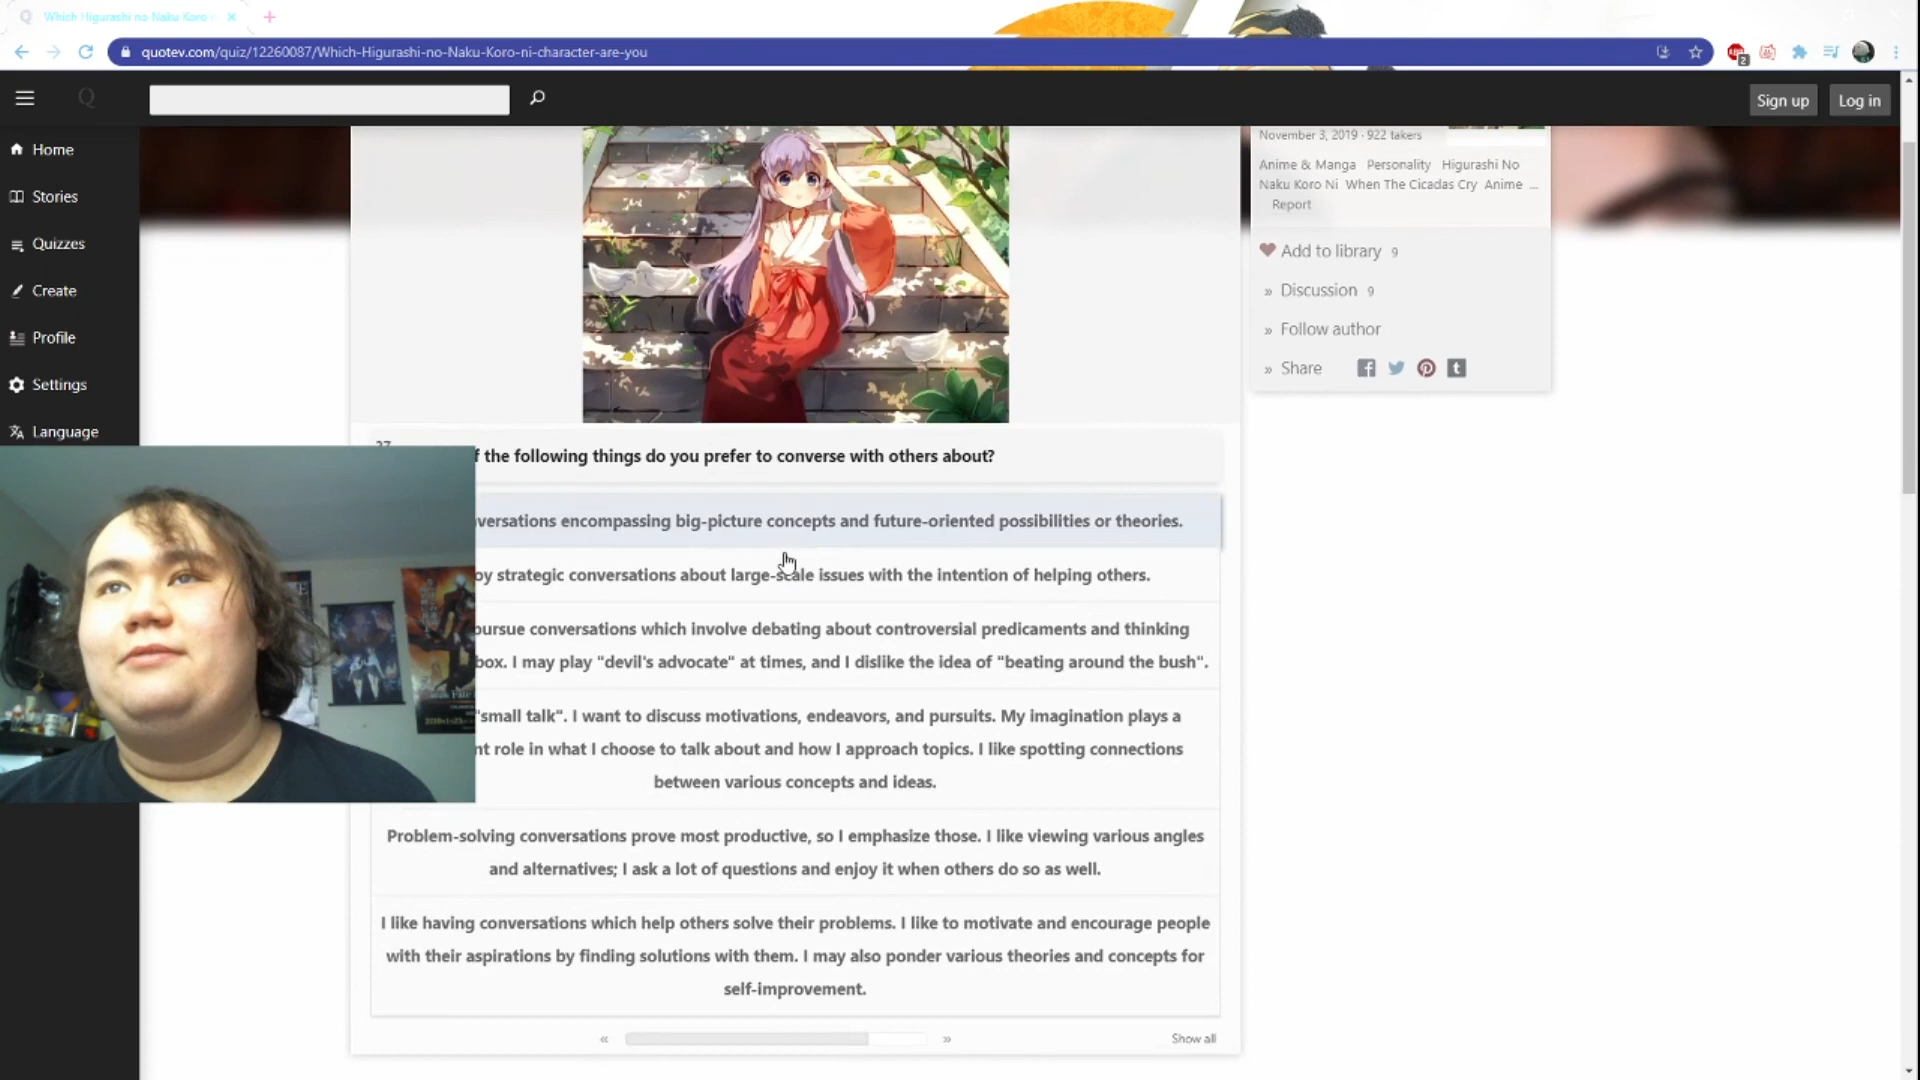 Which Higurashi no Naku Koro n
quotev.com/quiz/12260087/Which-Higurashi-no-Naku-Koro-ni-character-are-you
2
Q
Sign up
Log in
Home
Stories
Quizzes
Create
Profile
Settings
Language
November 3, 2019 · 922 takers
Anime & Manga Personality Higurashi No
Naku Koro Ni When The Cicadas Cry Anime ...
Report
Add to library 9
» Discussion 9
» Follow author
» Share
f the following things do you prefer to converse with others about?
versations encompassing big-picture concepts and future-oriented possibilities or theories.
oy strategic conversations about large-scale issues with the intention of helping others.
pursue conversations which involve debating about controversial predicaments and thinking
box. I may play "devil's advocate" at times, and I dislike the idea of "beating around the bush".
"small talk". I want to discuss motivations, endeavors, and pursuits. My imagination plays a
nt role in what I choose to talk about and how I approach topics. I like spotting connections
between various concepts and ideas.
Problem-solving conversations prove most productive, so I emphasize those. I like viewing various angles
and alternatives; I ask a lot of questions and enjoy it when others do so as well.
I like having conversations which help others solve their problems. I like to motivate and encourage people
with their aspirations by finding solutions with them. I may also ponder various theories and concepts for
self-improvement.
« » Show all